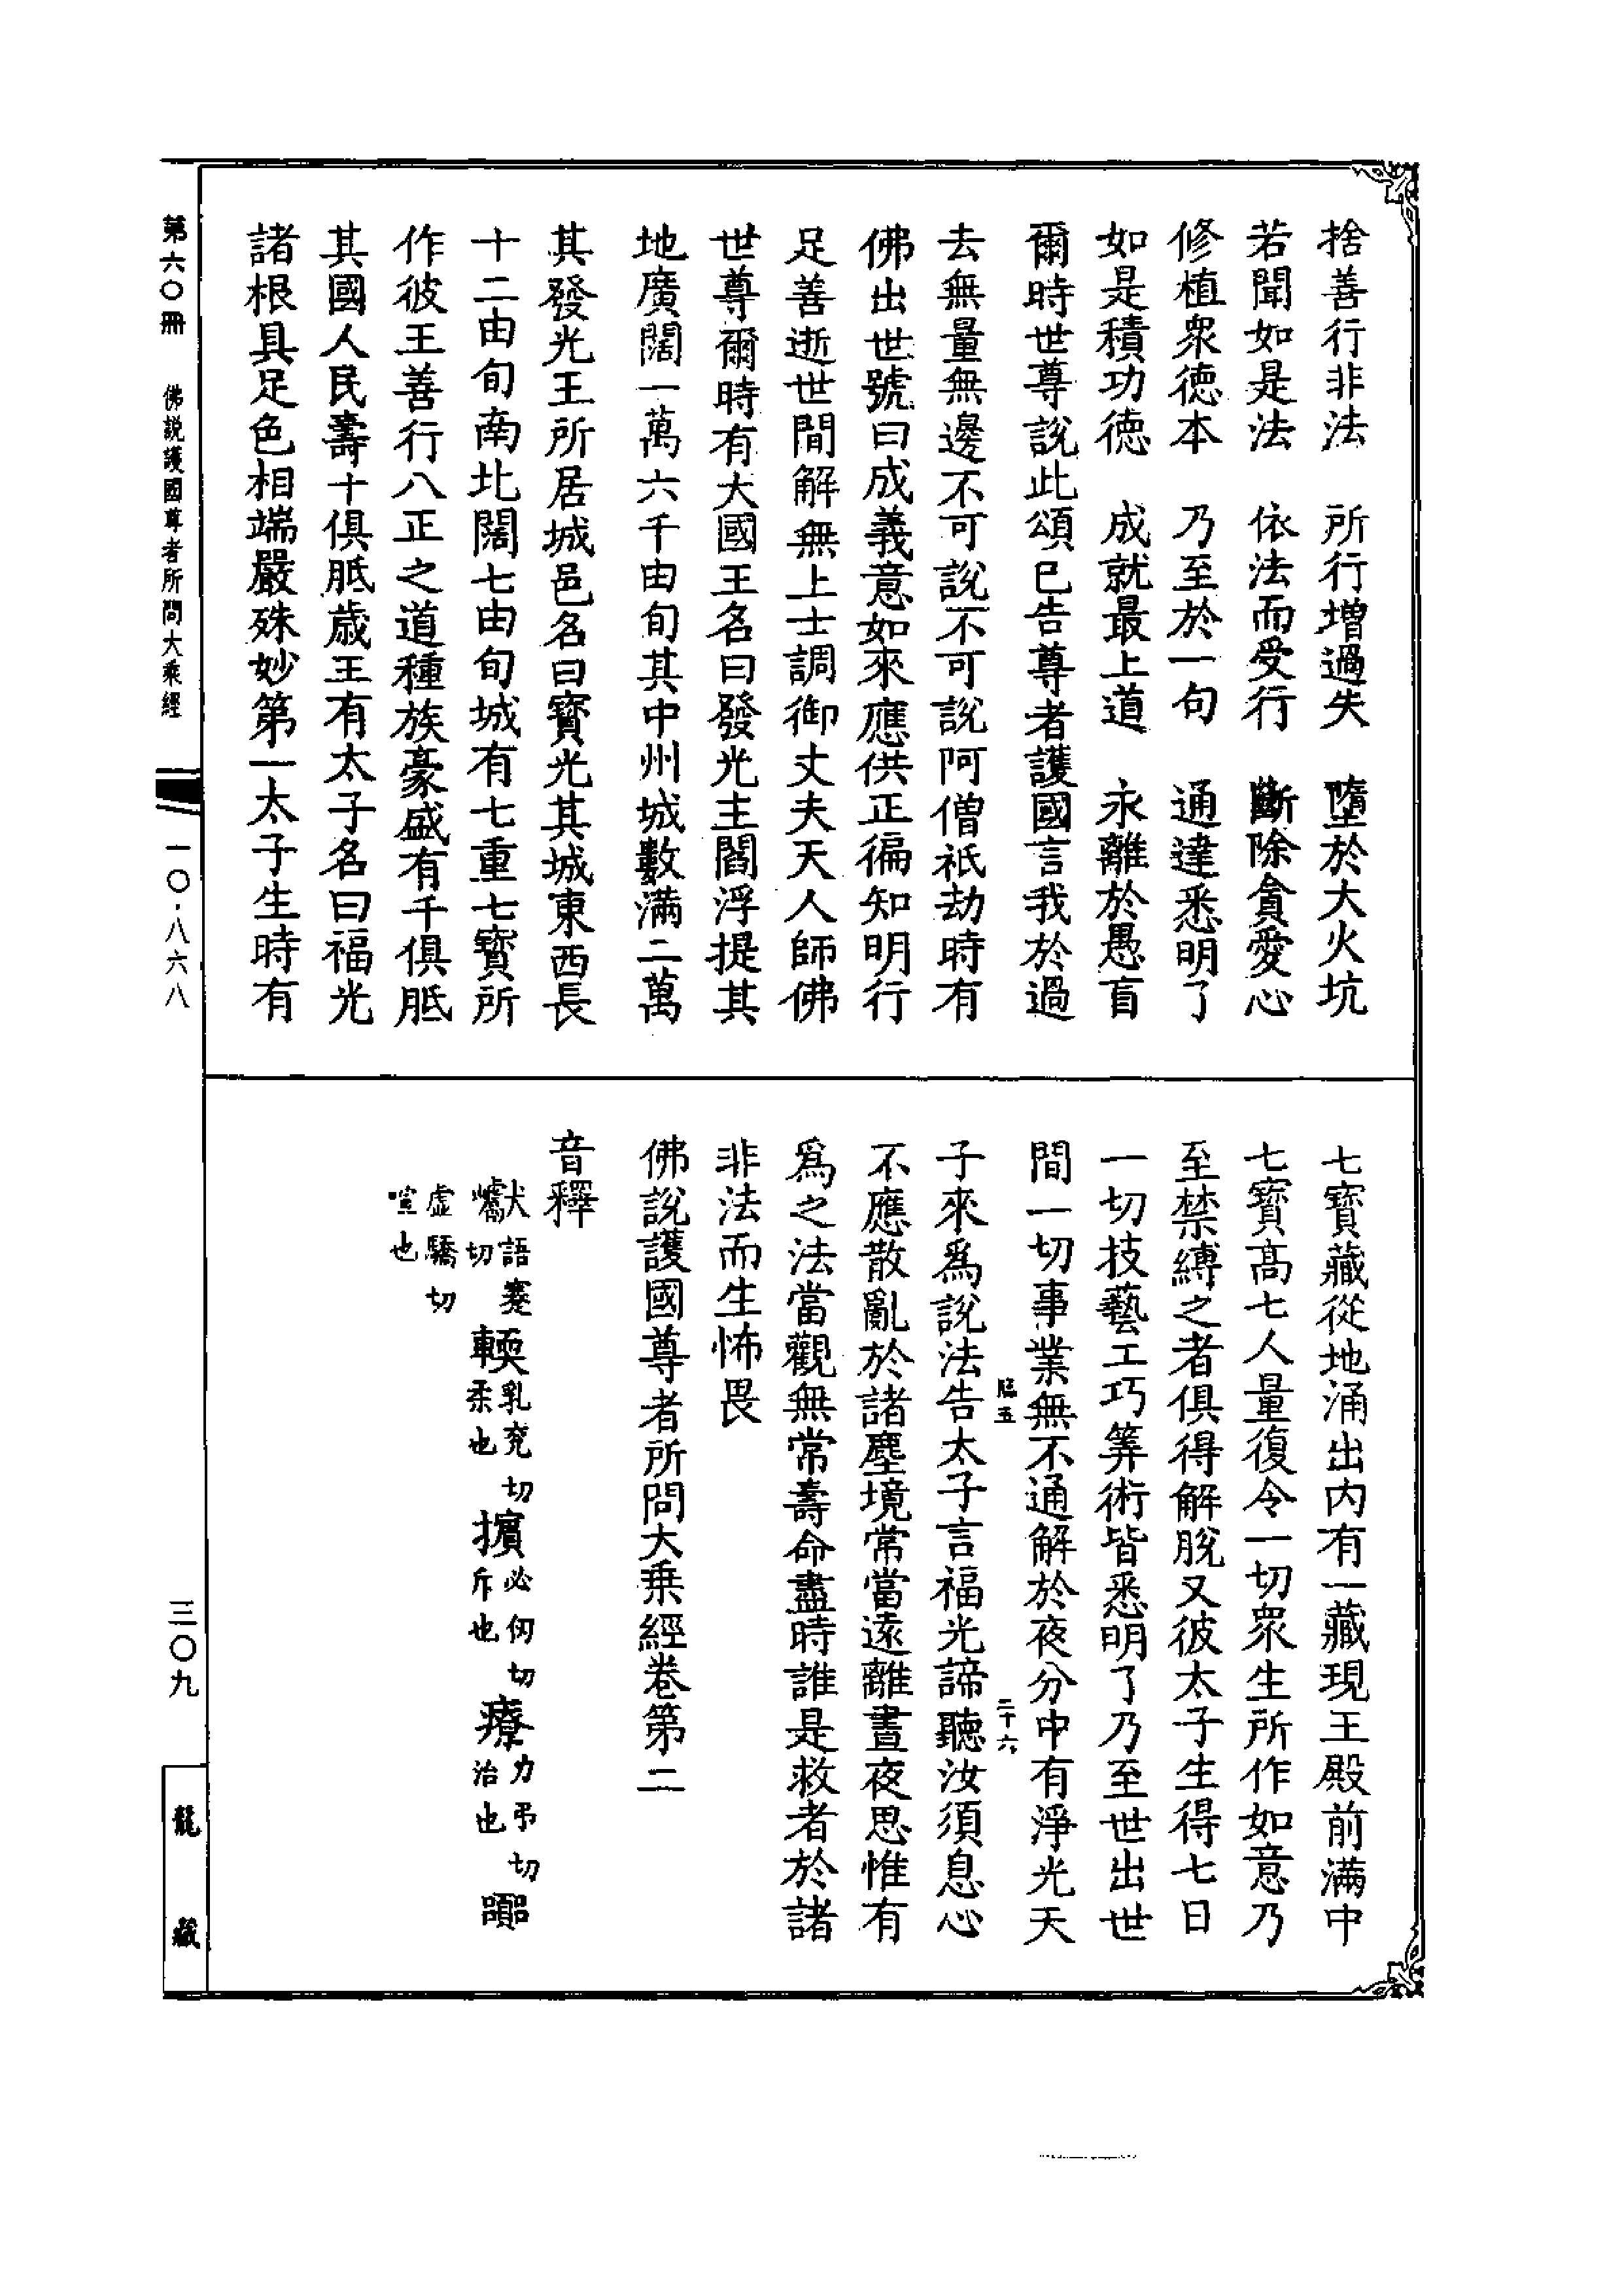 捨善行非法　所行增過失　墮於大火坑
若聞如是法　依法而受行　斷除貪愛心
修植衆德本　乃至於一句　通達悉明了
如是積功德　成就最上道　永離於愚盲
爾時世尊說此頌已告尊者護國言我於過
去無量無邊不可說不可說阿僧祇劫時有
佛出世號曰成義意如來應供正徧知明行
足善逝世間解無上士調御丈夫天人師佛
世尊爾時有大國王名曰發光主閻浮提其
地廣闊一萬六千由旬其中州城數滿二萬
其發光王所居城邑名曰寶光其城東西長
十二由旬南北闊七由旬城有七重七寶所
作彼王善行八正之道種族豪盛有千俱胝
其國人民壽十俱胝歲王有太子名曰福光
諸根具足色相端嚴殊妙第一太子生時有
七寶藏從地涌出內有一藏現王殿前滿中
七寶高七人量復令一切衆生所作如意乃
至禁縛之者俱得解脫又彼太子生得七日
一切技藝工巧筭術皆悉明了乃至世出世
間一切事業無不通解於夜分中有淨光天
臨五　二十六
子來爲說法告太子言福光諦聽汝須息心
不應散亂於諸塵境常當遠離晝夜思惟有
爲之法當觀無常壽命盡時誰是救者於諸
非法而生怖畏
佛說護國尊者所問大乘經卷第二
音釋
巘語蹇切輭乳兗切柔也擯必仞切斥也療力弔切治也嚻
虛驕切
喧也
第六〇冊　佛説護國尊者所問大乘經
一〇·八六八
三〇九
龍藏